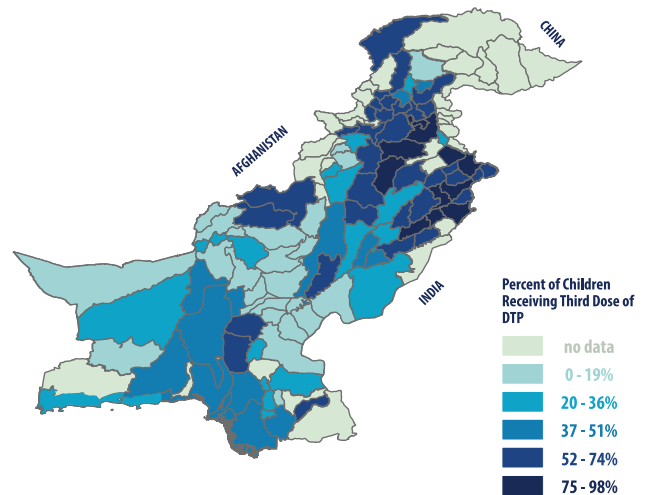 CHINA
AFGHANISTAN
INDIA
Percent of Children
Receiving Third Dose of
DTP
no data
0 - 19%
20 - 36%
37 - 51%
52 - 74%
75 - 98%